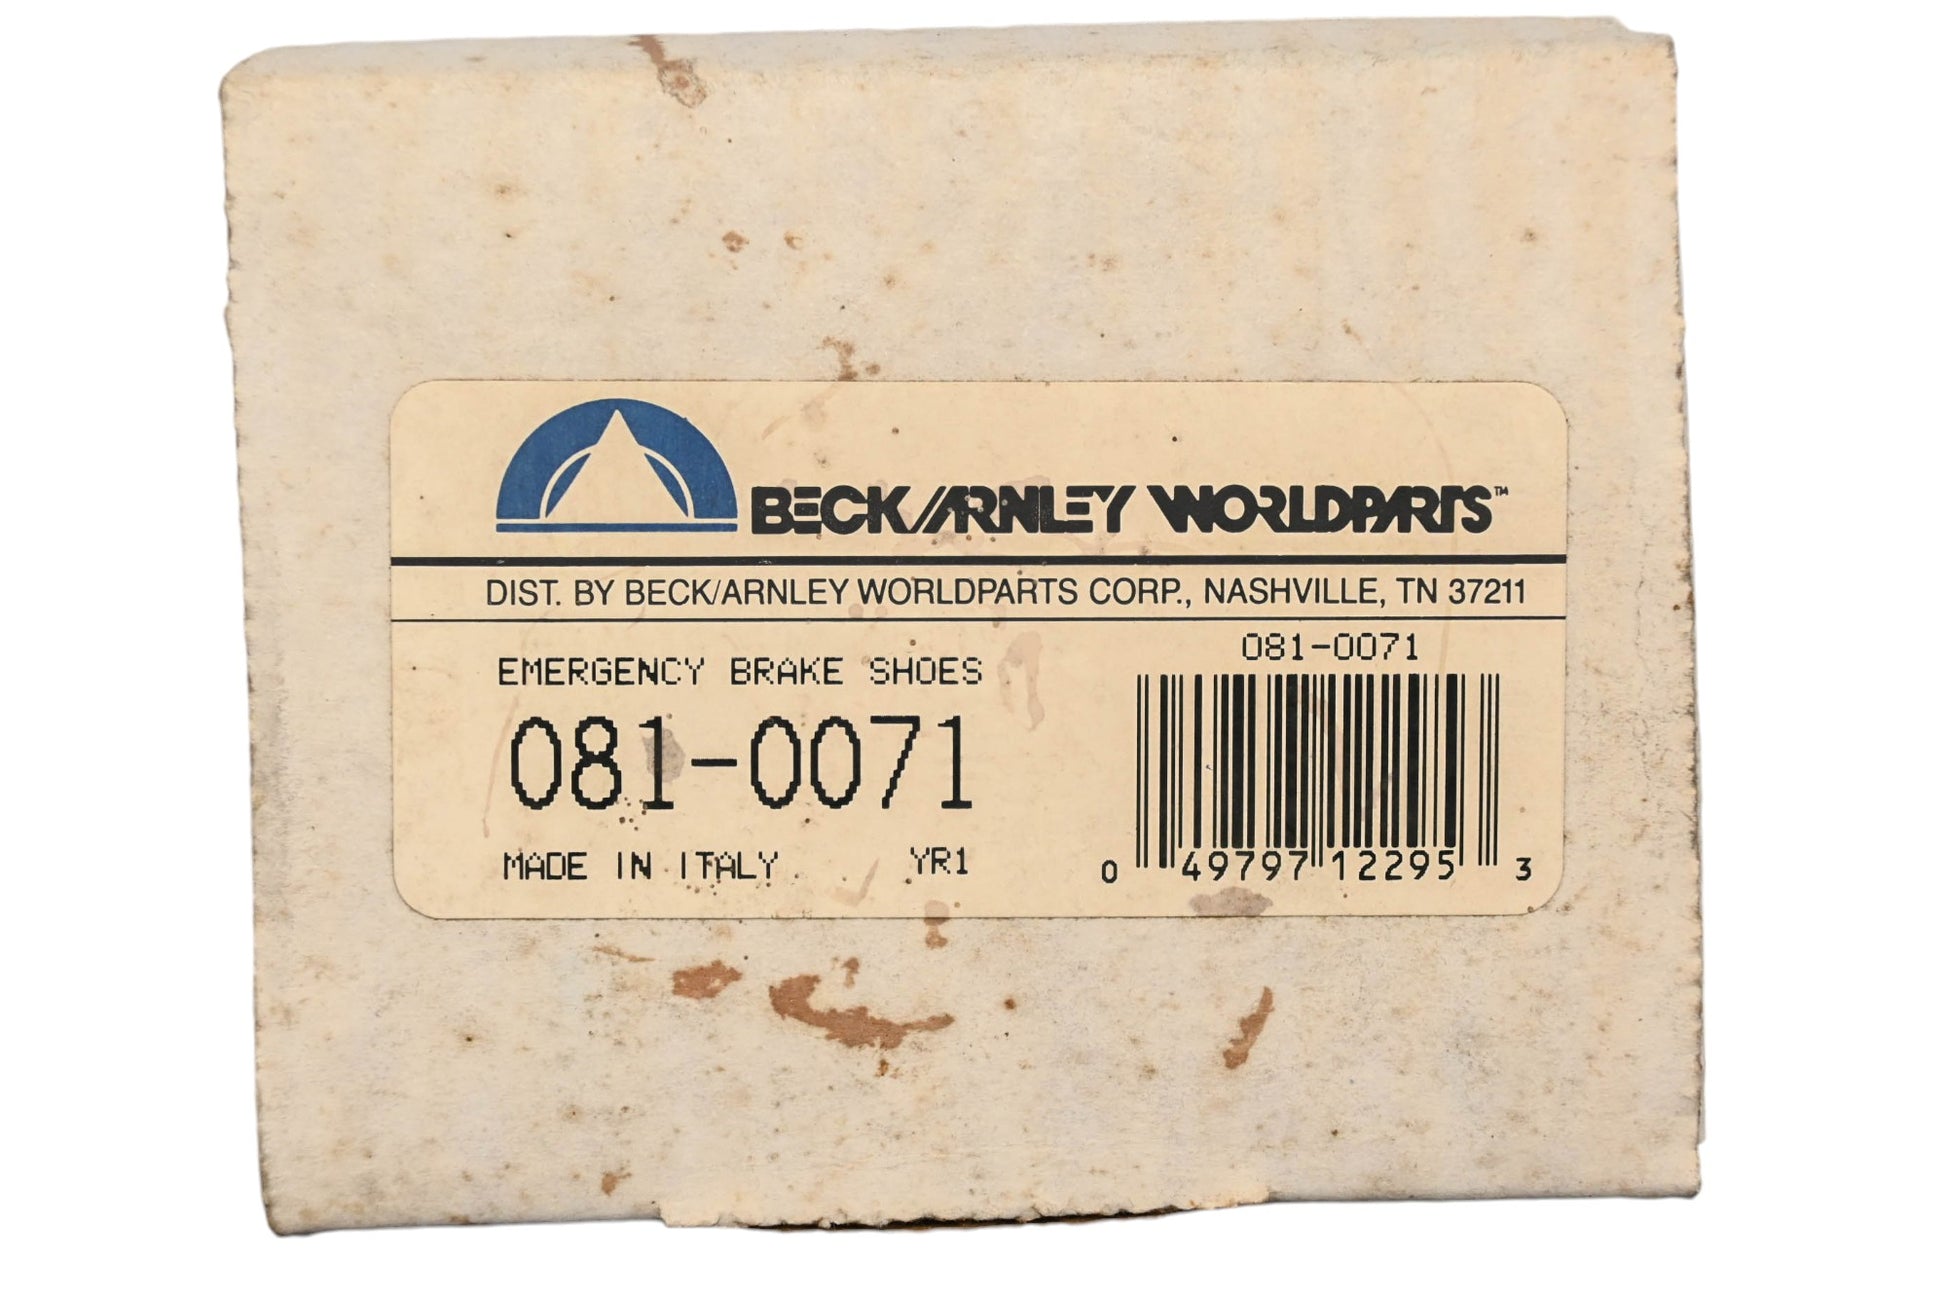 BECK/ARNLEY WORLDPARTS™
DIST. BY BECK/ARNLEY WORLDPARTS CORP., NASHVILLE, TN 37211
EMERGENCY BRAKE SHOES
081-0071
MADE IN ITALY YR1
081-0071
0 49797 12295 3